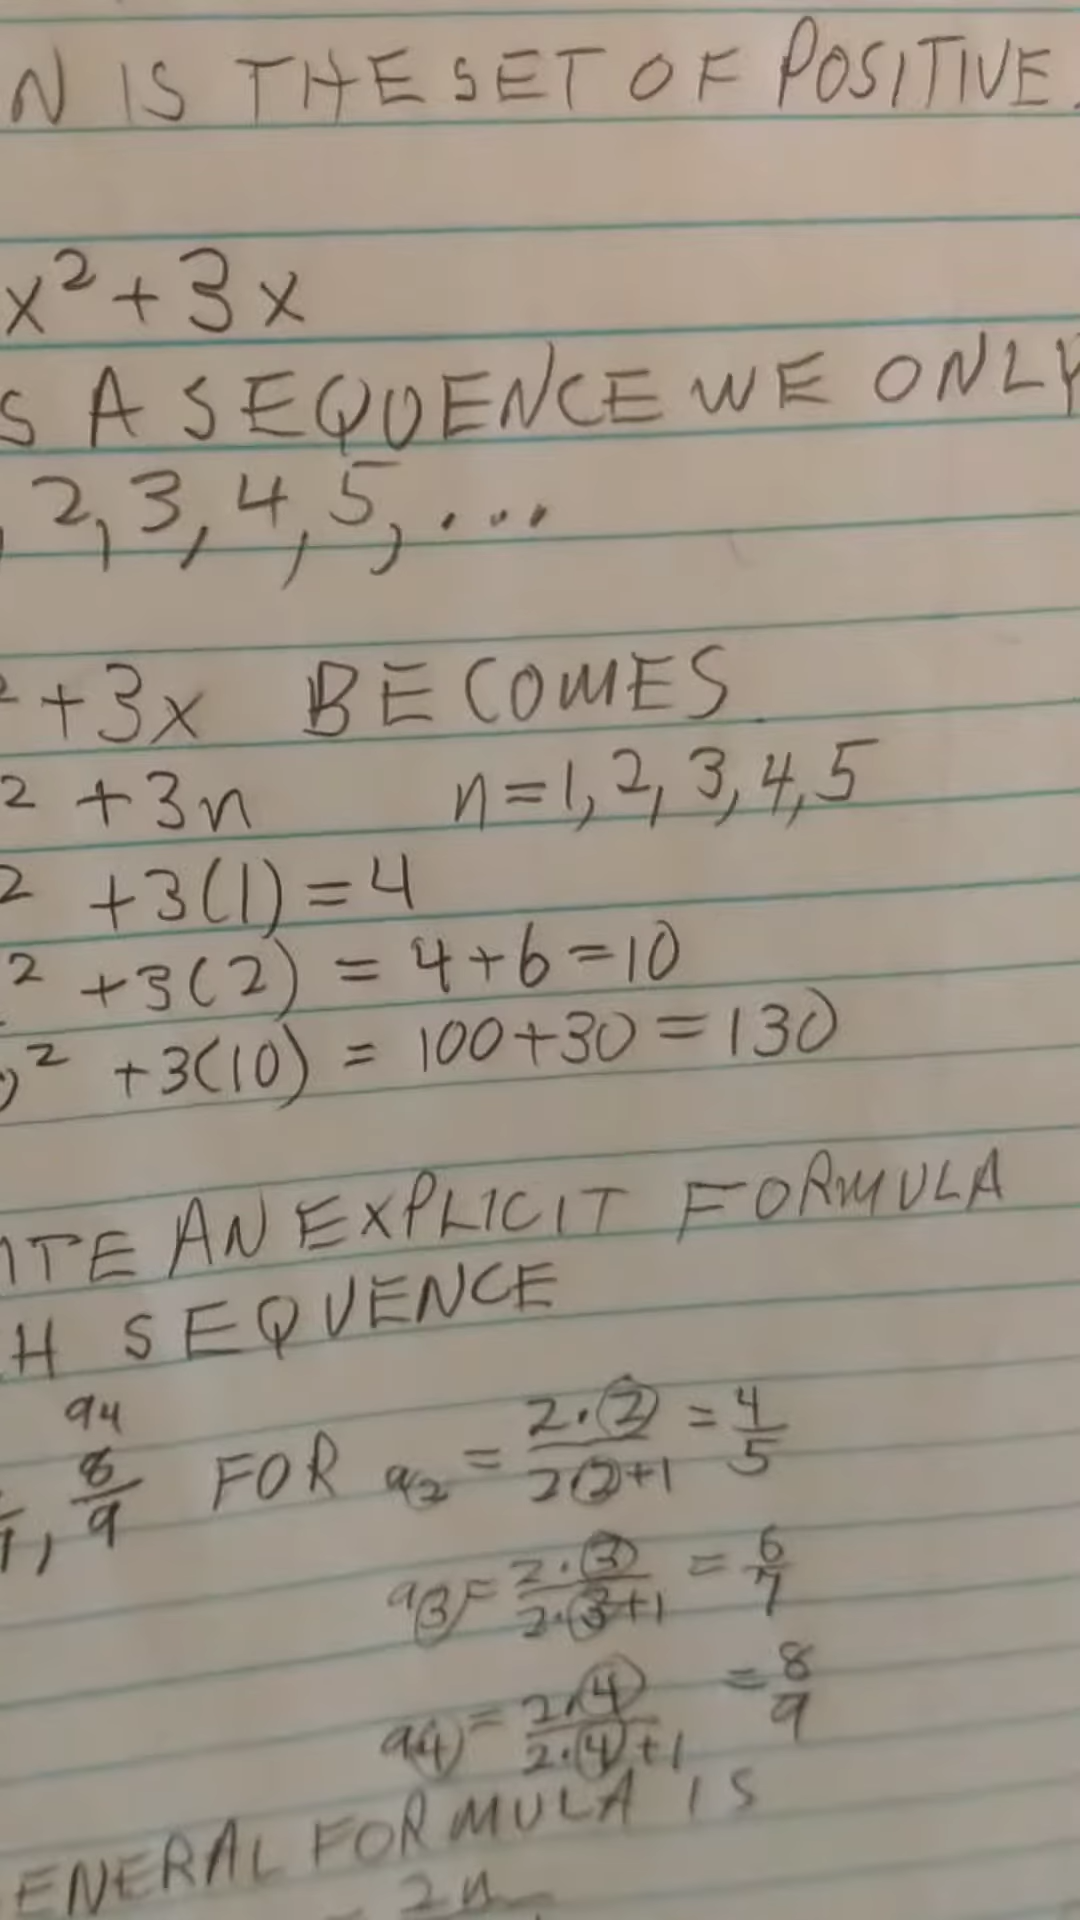 N IS THE SET OF POSITIVE
x² + 3x
S A SEQUENCE WE ONLY
, 2, 3, 4, 5, ...
² + 3x BECOMES
² + 3n n = 1, 2, 3, 4, 5
² + 3(1) = 4
² + 3(2) = 4 + 6 = 10
)² + 3(10) = 100 + 30 = 130
ITE AN EXPLICIT FORMULA
H SEQUENCE
a4
, 8/9 FOR a2 = 2·2/2(2)+1 = 4/5
a3 = 2·3/2·3+1 = 6/7
a4 = 2·4/2·4+1 = 8/9
ENERAL FORMULA IS
= 2n